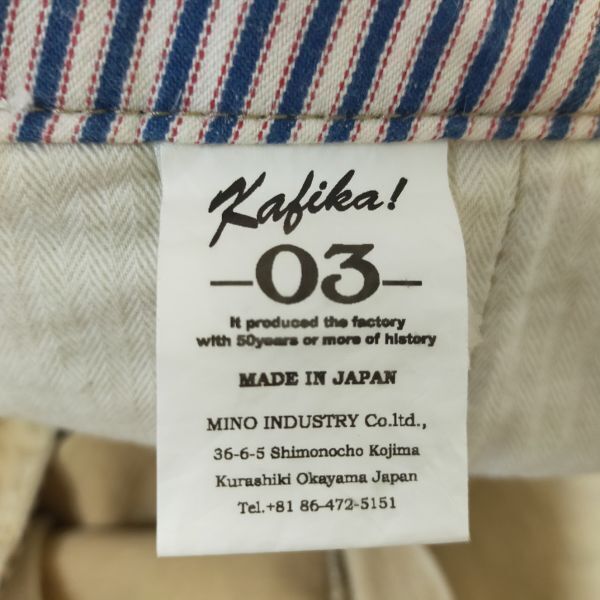 Kafika!
-03-
It produced the factory
with 50years or more of history
MADE IN JAPAN
MINO INDUSTRY Co.ltd.,
36-6-5 Shimonocho Kojima
Kurashiki Okayama Japan
Tel.+81 86-472-5151